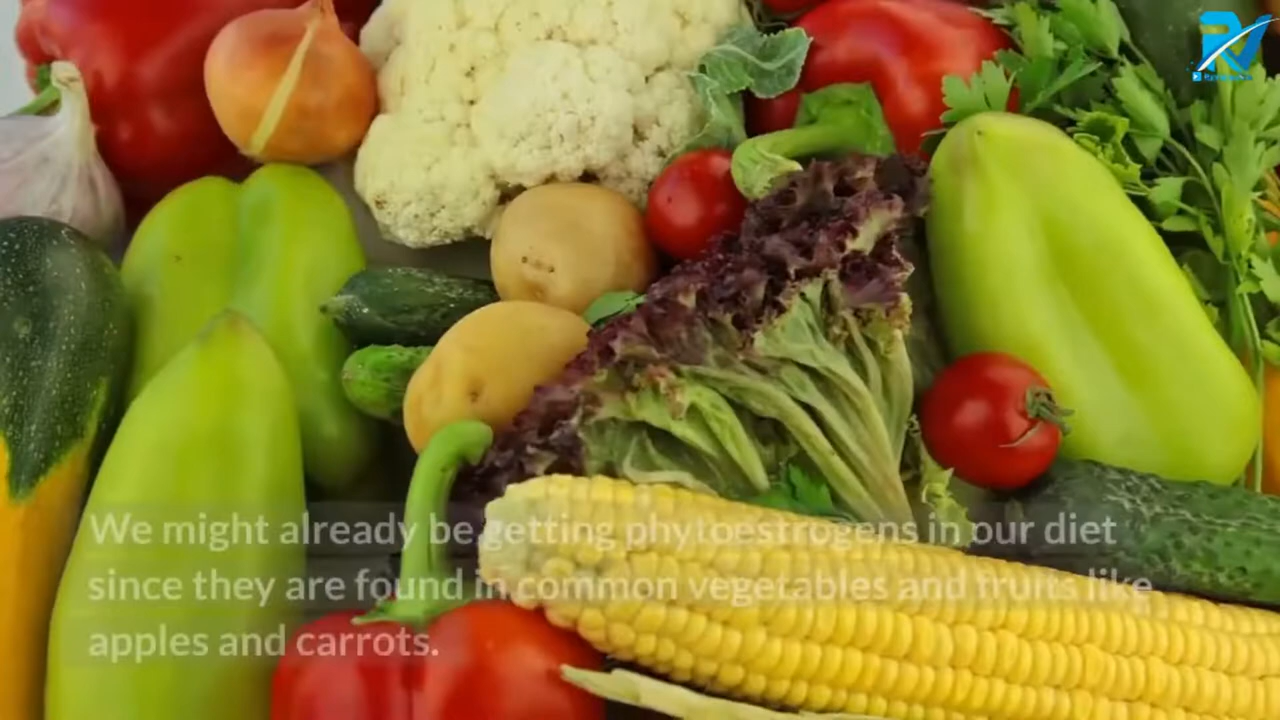 We might already be getting phytoestrogens in our diet
since they are found in common vegetables and fruits like
apples and carrots.